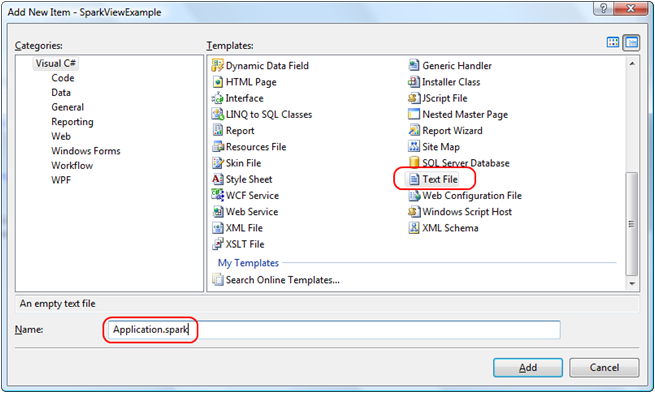 Add New Item - SparkViewExample
Categories:
Templates:
Visual C#
Code
Data
General
Reporting
Web
Windows Forms
Workflow
WPF
Dynamic Data Field
HTML Page
Interface
LINQ to SQL Classes
Report
Resources File
Skin File
Style Sheet
WCF Service
Web Service
XML File
XSLT File
Generic Handler
Installer Class
JScript File
Nested Master Page
Report Wizard
Site Map
SQL Server Database
Text File
Web Configuration File
Windows Script Host
XML Schema
My Templates
Search Online Templates...
An empty text file
Name:
Application.spark
Add
Cancel